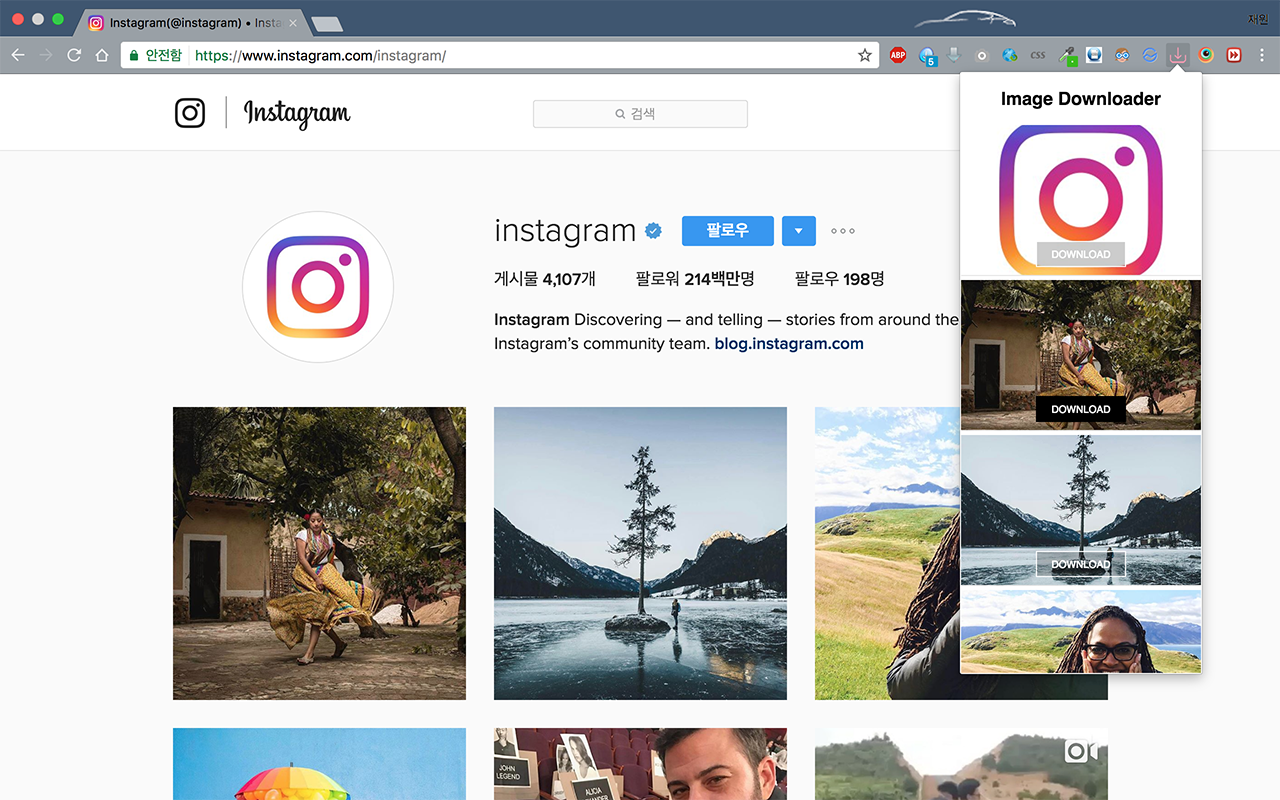 Instagram(@instagram) • Insta
재원
안전함 https://www.instagram.com/instagram/
ABP
5
CSS
Instagram
검색
Image Downloader
DOWNLOAD
instagram
팔로우
게시물 4,107개 팔로워 214백만명 팔로우 198명
Instagram Discovering — and telling — stories from around the
Instagram’s community team. blog.instagram.com
DOWNLOAD
DOWNLOAD
JOHN
LEGEND
ALICIA